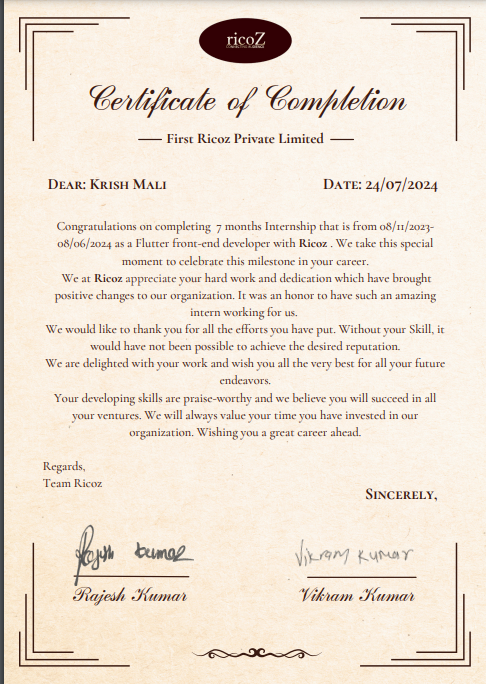 ricoZ
Certificate of Completion
First Ricoz Private Limited
Dear: Krish Mali
Date: 24/07/2024
Congratulations on completing 7 months Internship that is from 08/11/2023-
08/06/2024 as a Flutter front-end developer with Ricoz . We take this special
moment to celebrate this milestone in your career.
We at Ricoz appreciate your hard work and dedication which have brought
positive changes to our organization. It was an honor to have such an amazing
intern working for us.
We would like to thank you for all the efforts you have put. Without your Skill, it
would have not been possible to achieve the desired reputation.
We are delighted with your work and wish you all the very best for all your future
endeavors.
Your developing skills are praise-worthy and we believe you will succeed in all
your ventures. We will always value your time you have invested in our
organization. Wishing you a great career ahead.
Regards,
Team Ricoz
Sincerely,
Rajesh kumar
Vikram Kumar
Rajesh Kumar
Vikram Kumar